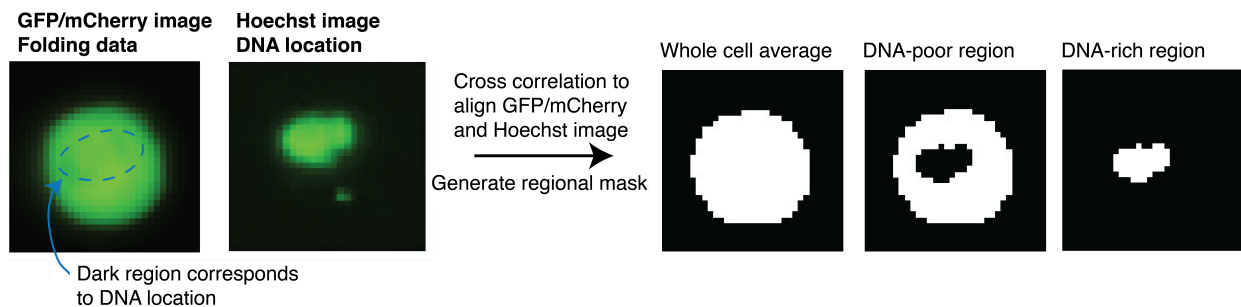 GFP/mCherry image
Folding data
Hoechst image
DNA location
Cross correlation to
align GFP/mCherry
and Hoechst image
Generate regional mask
Whole cell average
DNA-poor region
DNA-rich region
Dark region corresponds
to DNA location